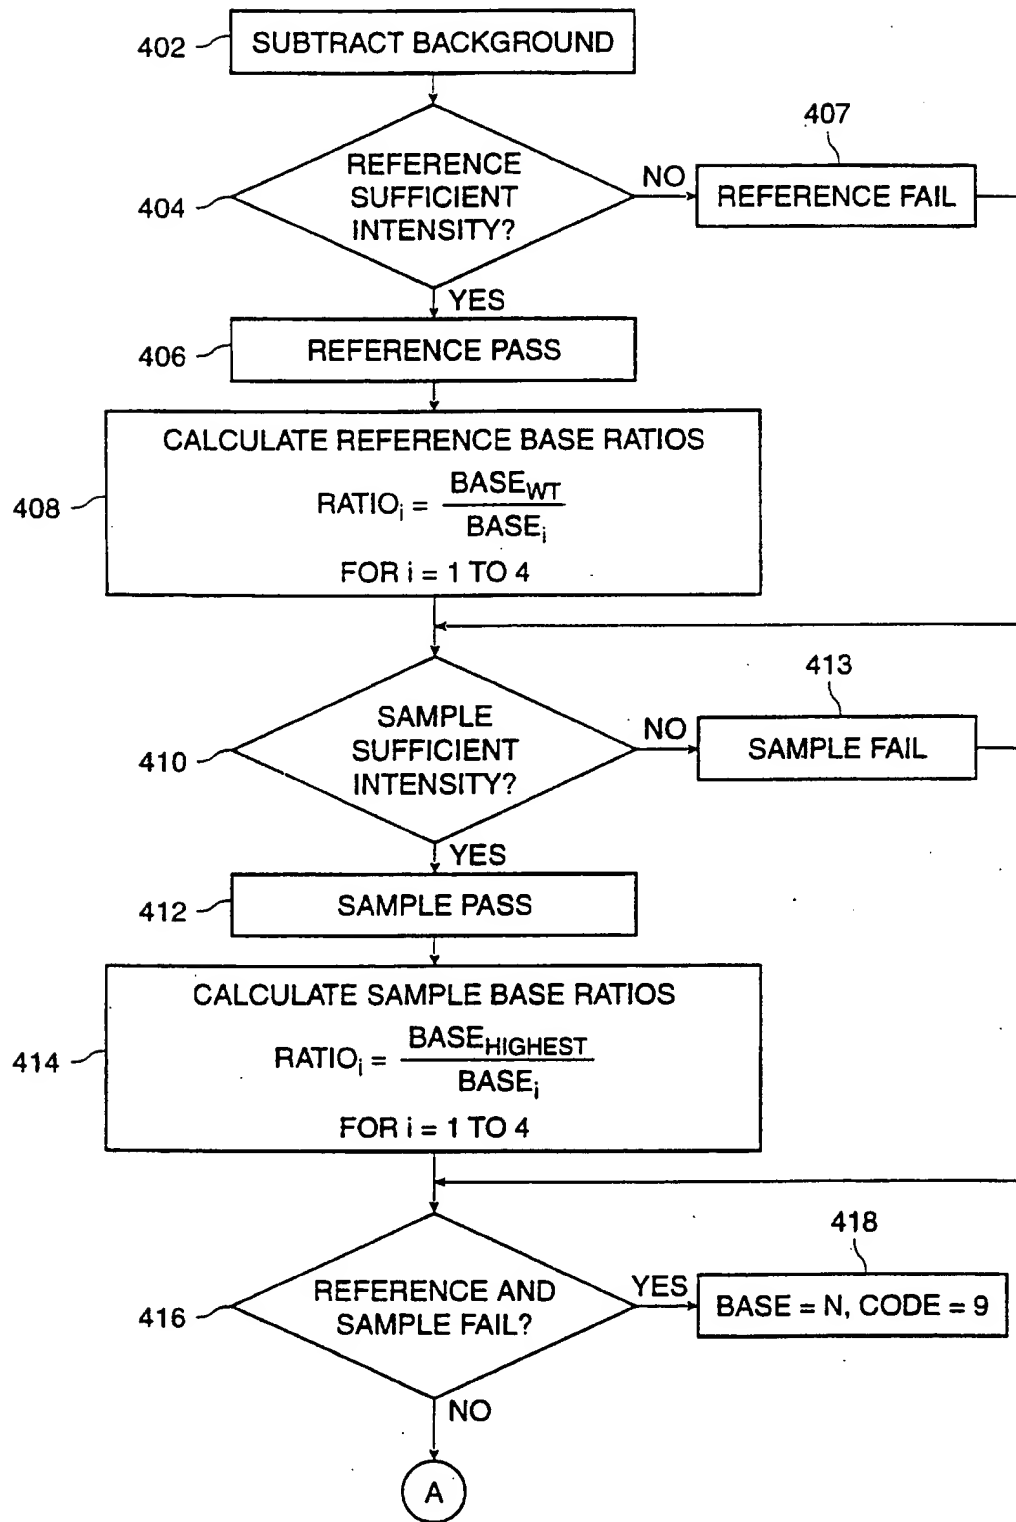 402
SUBTRACT BACKGROUND
404
REFERENCE
SUFFICIENT
INTENSITY?
NO
407
REFERENCE FAIL
YES
406
REFERENCE PASS
408
CALCULATE REFERENCE BASE RATIOS
RATIOi = BASEWT / BASEi
FOR i = 1 TO 4
410
SAMPLE
SUFFICIENT
INTENSITY?
NO
413
SAMPLE FAIL
YES
412
SAMPLE PASS
414
CALCULATE SAMPLE BASE RATIOS
RATIOi = BASEHIGHEST / BASEi
FOR i = 1 TO 4
416
REFERENCE AND
SAMPLE FAIL?
YES
418
BASE = N, CODE = 9
NO
A